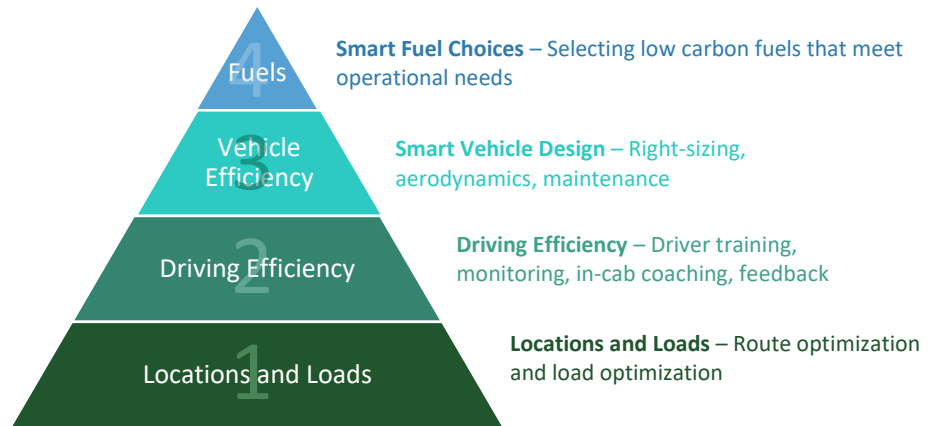 4
Fuels
Smart Fuel Choices – Selecting low carbon fuels that meet
operational needs
3
Vehicle
Efficiency
Smart Vehicle Design – Right-sizing,
aerodynamics, maintenance
2
Driving Efficiency
Driving Efficiency – Driver training,
monitoring, in-cab coaching, feedback
1
Locations and Loads
Locations and Loads – Route optimization
and load optimization